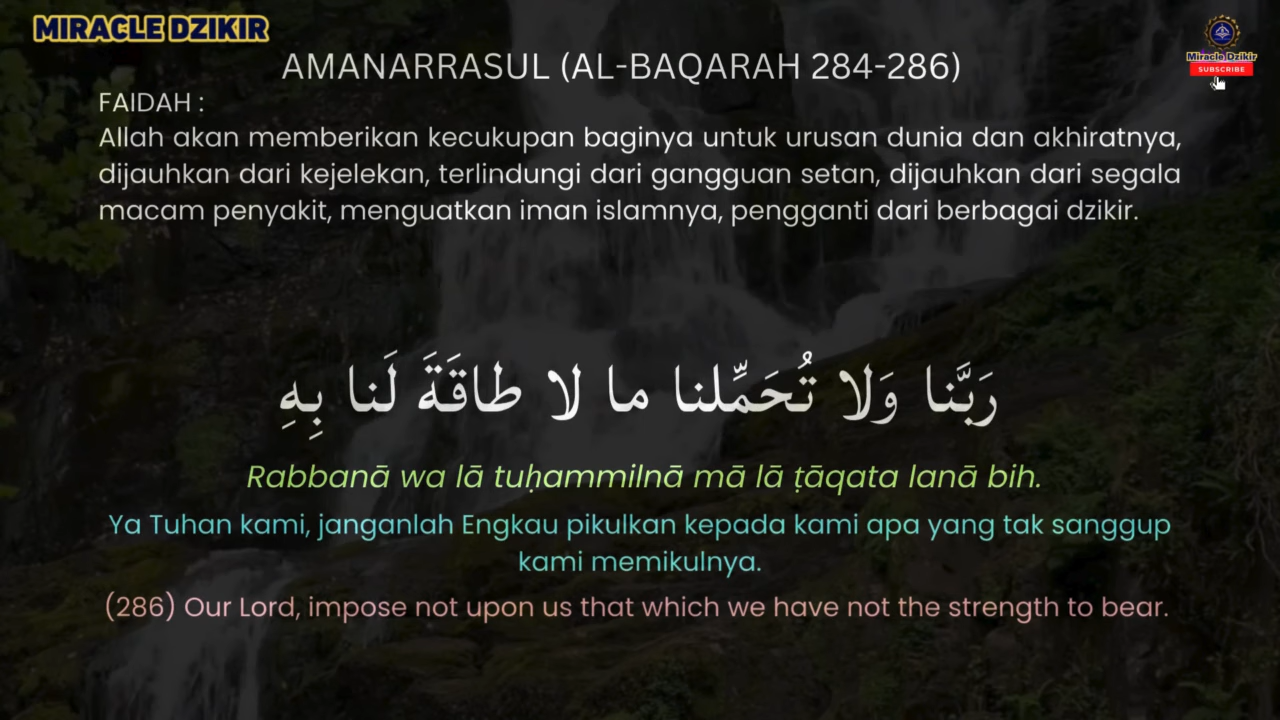 MIRACLE DZIKIR
Miracle Dzikir
SUBSCRIBE
AMANARRASUL (AL-BAQARAH 284-286)
FAIDAH :
Allah akan memberikan kecukupan baginya untuk urusan dunia dan akhiratnya,
dijauhkan dari kejelekan, terlindungi dari gangguan setan, dijauhkan dari segala
macam penyakit, menguatkan iman islamnya, pengganti dari berbagai dzikir.
رَبَّنا وَلا تُحَمِّلنا ما لا طاقَةَ لَنا بِهِ
Rabbanā wa lā tuḥammilnā mā lā ṭāqata lanā bih.
Ya Tuhan kami, janganlah Engkau pikulkan kepada kami apa yang tak sanggup
kami memikulnya.
(286) Our Lord, impose not upon us that which we have not the strength to bear.